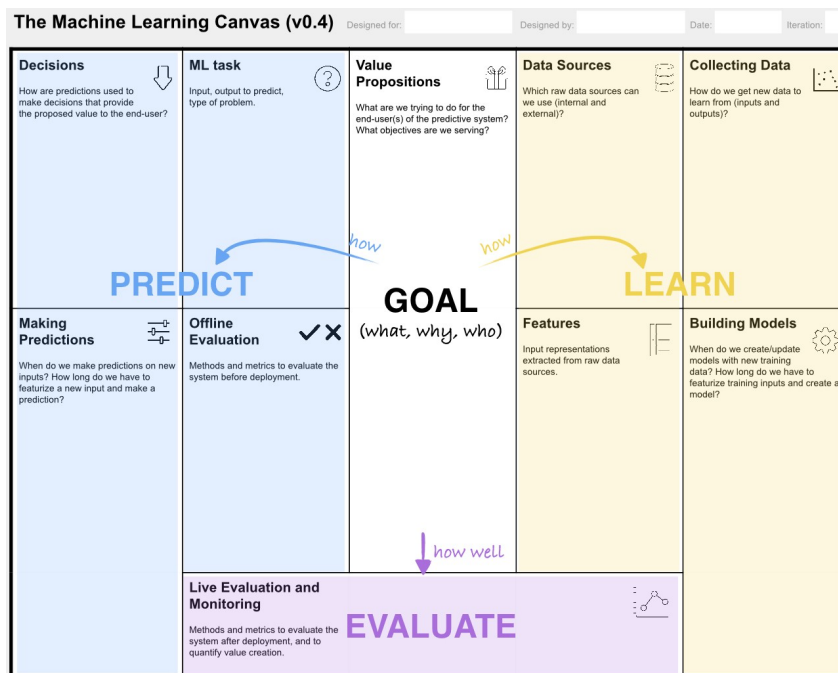 The Machine Learning Canvas (v0.4)
Designed for:
Designed by:
Date:
Iteration:
Decisions
How are predictions used to
make decisions that provide
the proposed value to the end-user?
ML task
Input, output to predict,
type of problem.
Value
Propositions
What are we trying to do for the
end-user(s) of the predictive system?
What objectives are we serving?
Data Sources
Which raw data sources can
we use (internal and
external)?
Collecting Data
How do we get new data to
learn from (inputs and
outputs)?
how
how
PREDICT
GOAL
(what, why, who)
LEARN
Making
Predictions
When do we make predictions on new
inputs? How long do we have to
featurize a new input and make a
prediction?
Offline
Evaluation
Methods and metrics to evaluate the
system before deployment.
Features
Input representations
extracted from raw data
sources.
Building Models
When do we create/update
models with new training
data? How long do we have to
featurize training inputs and create a
model?
how well
Live Evaluation and
Monitoring
Methods and metrics to evaluate the
system after deployment, and to
quantify value creation.
EVALUATE